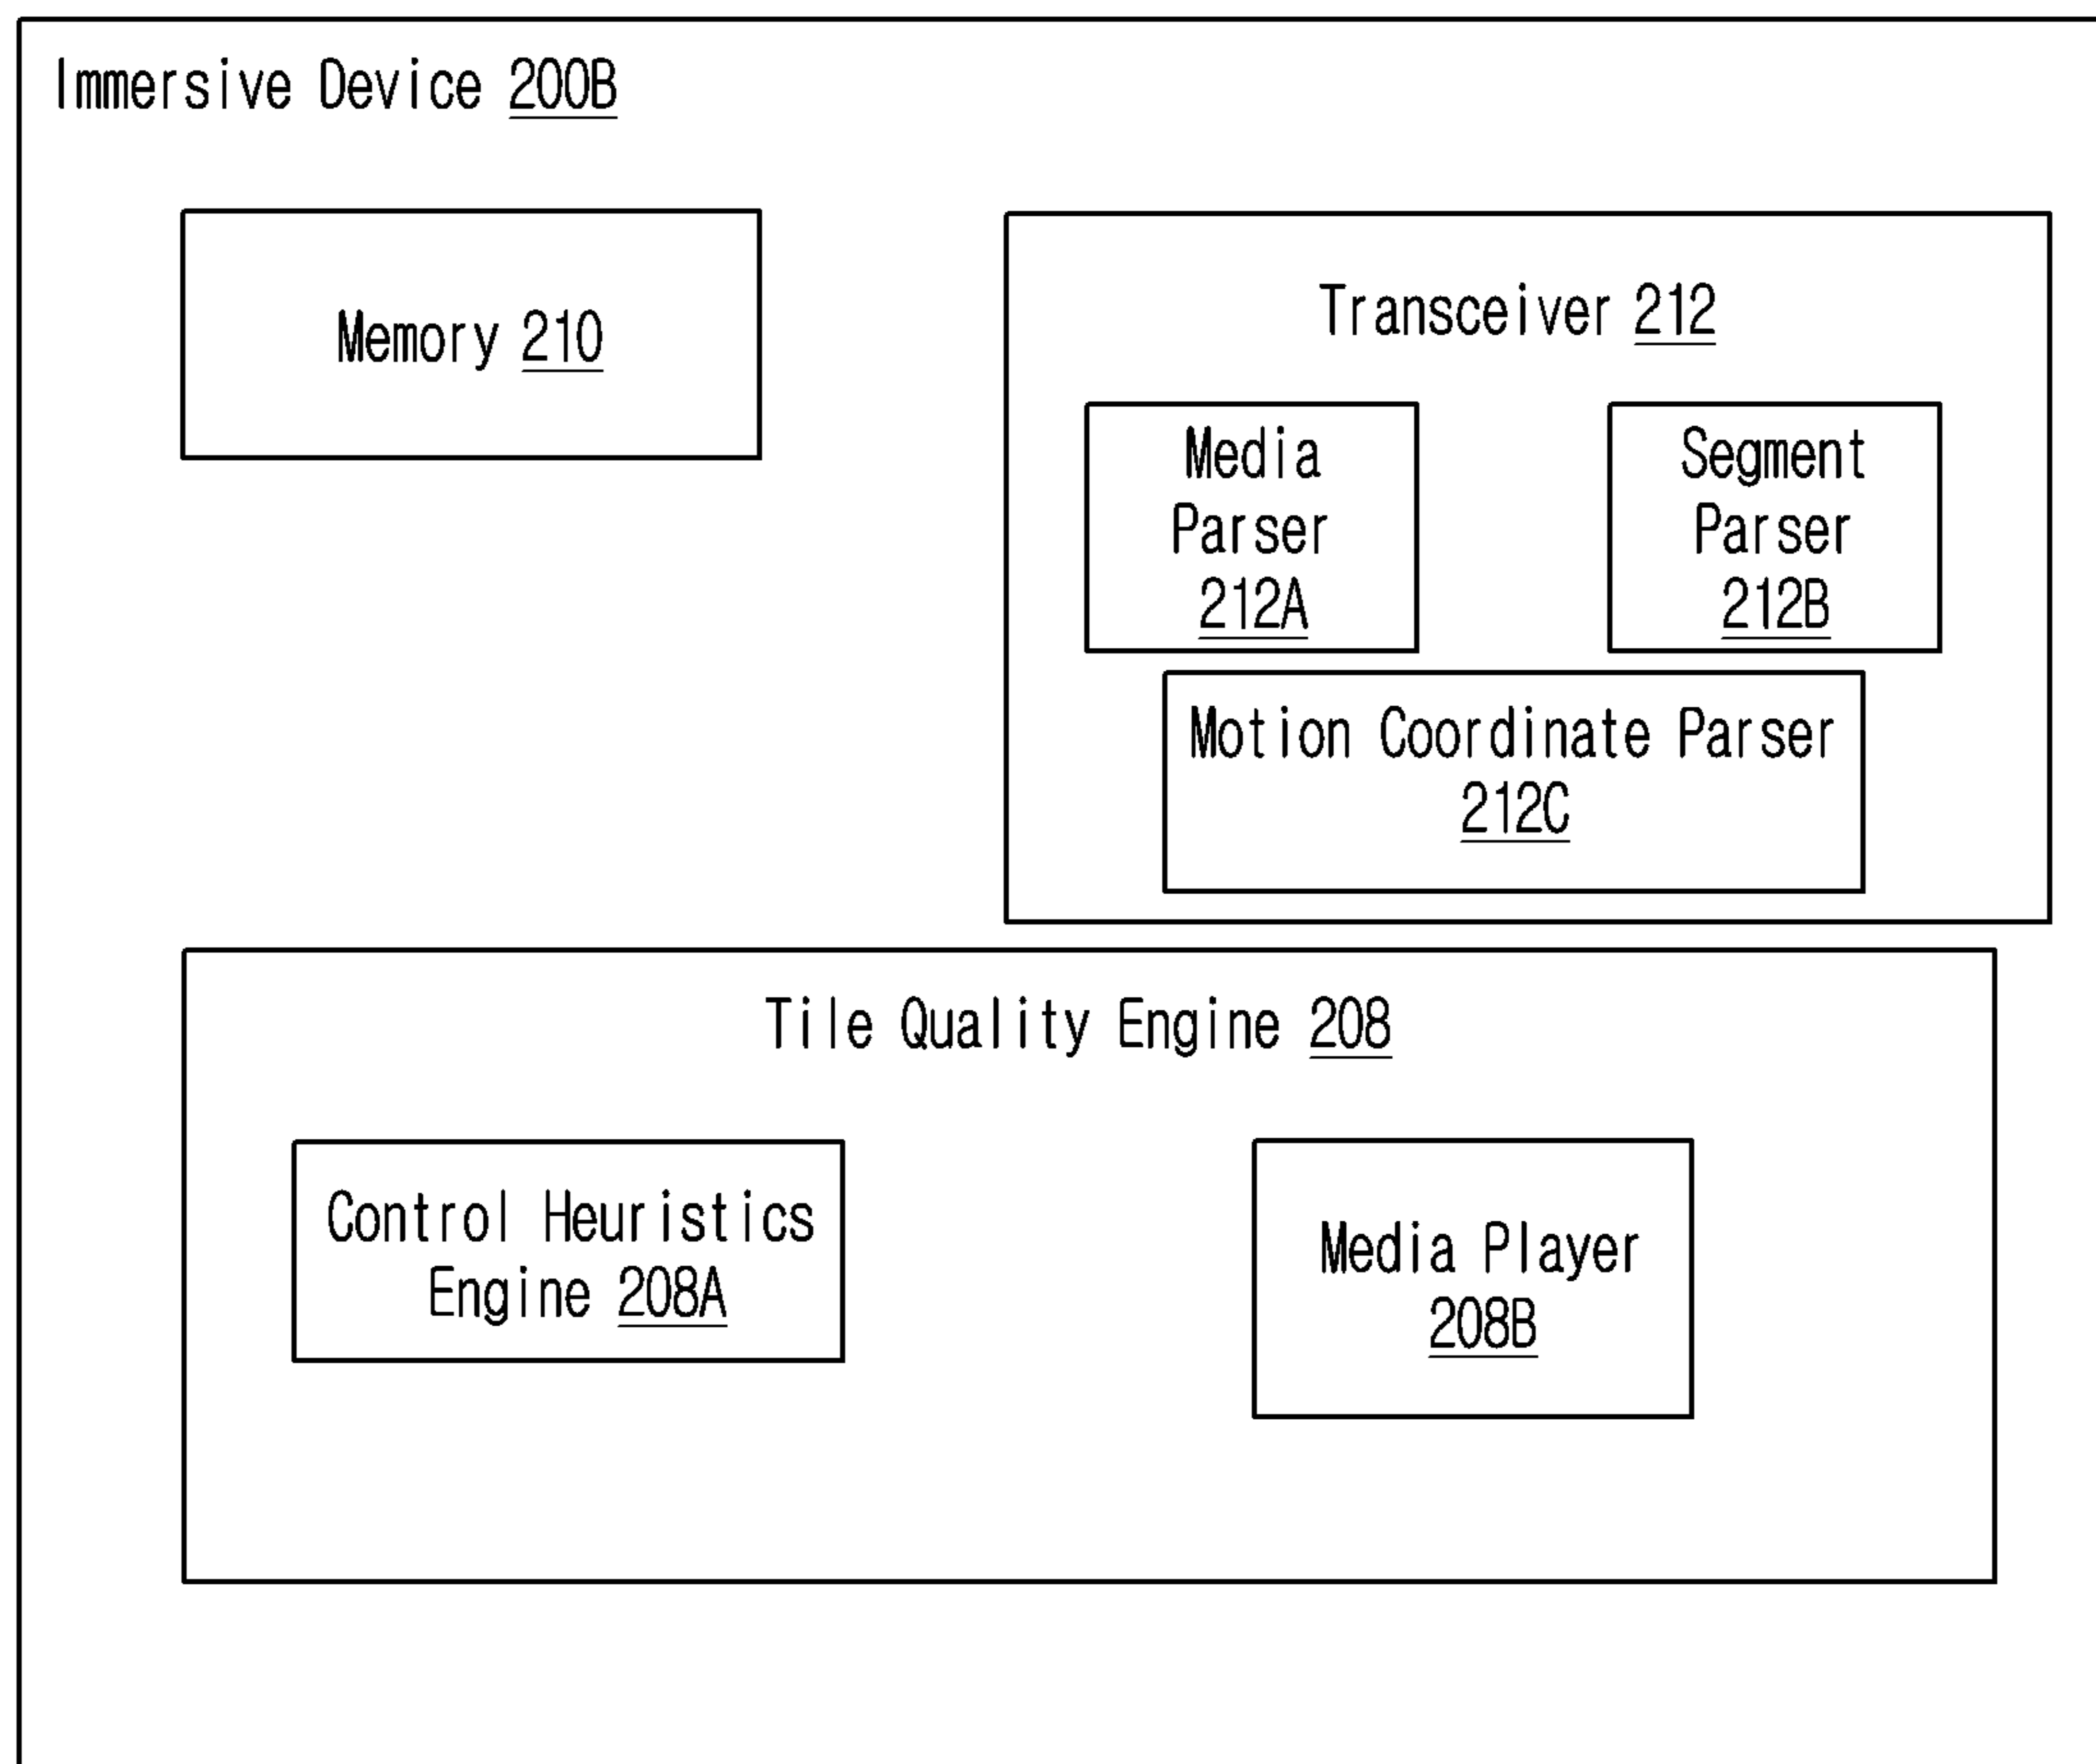 Immersive Device 200B
Memory 210
Transceiver 212
Media
Parser
212A
Segment
Parser
212B
Motion Coordinate Parser
212C
Tile Quality Engine 208
Control Heuristics
Engine 208A
Media Player
208B